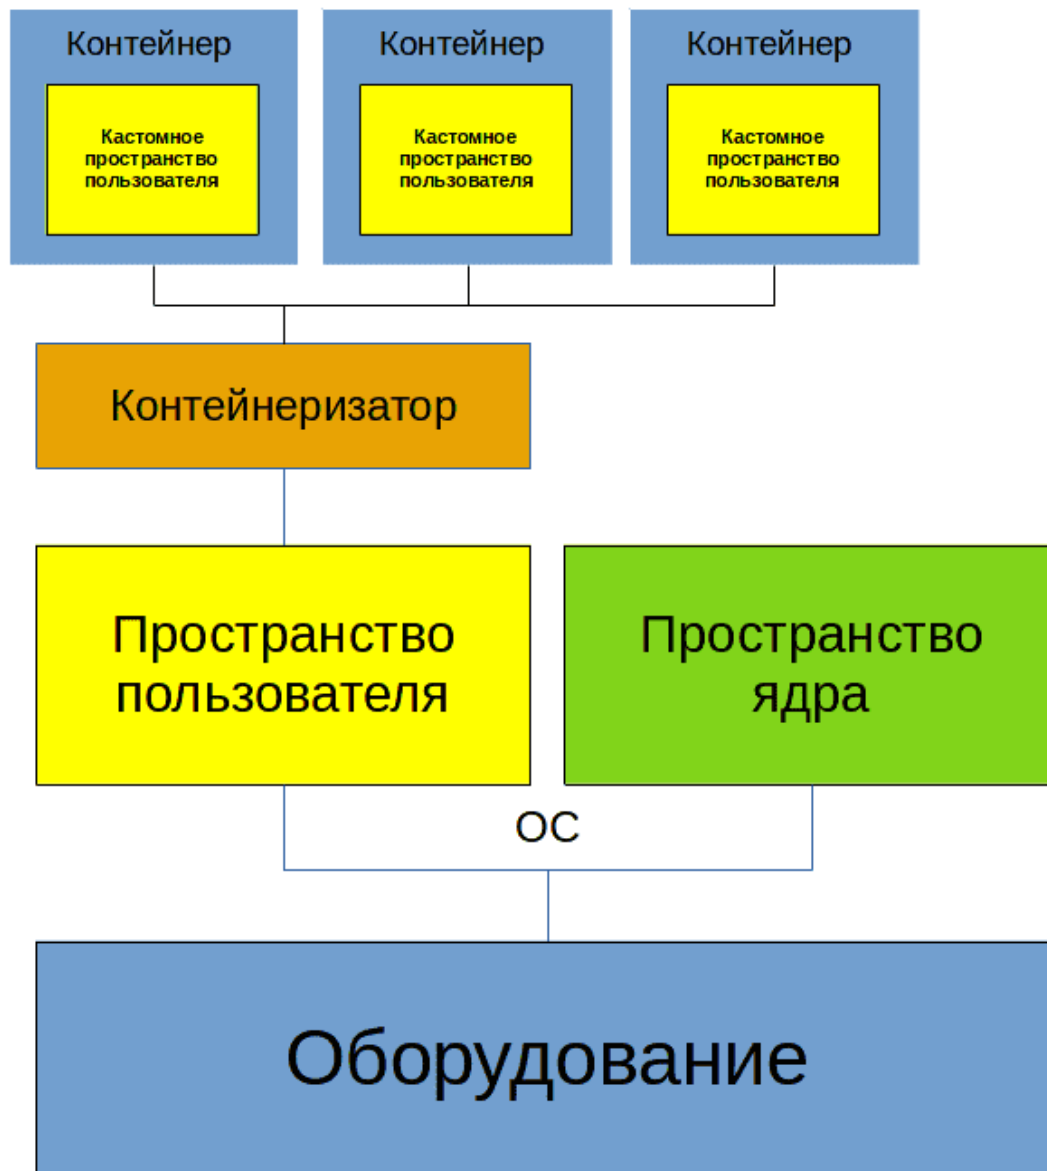 Контейнер
Контейнер
Контейнер
Кастомное
пространство
пользователя
Кастомное
пространство
пользователя
Кастомное
пространство
пользователя
Контейнеризатор
Пространство
пользователя
Пространство
ядра
ОС
Оборудование